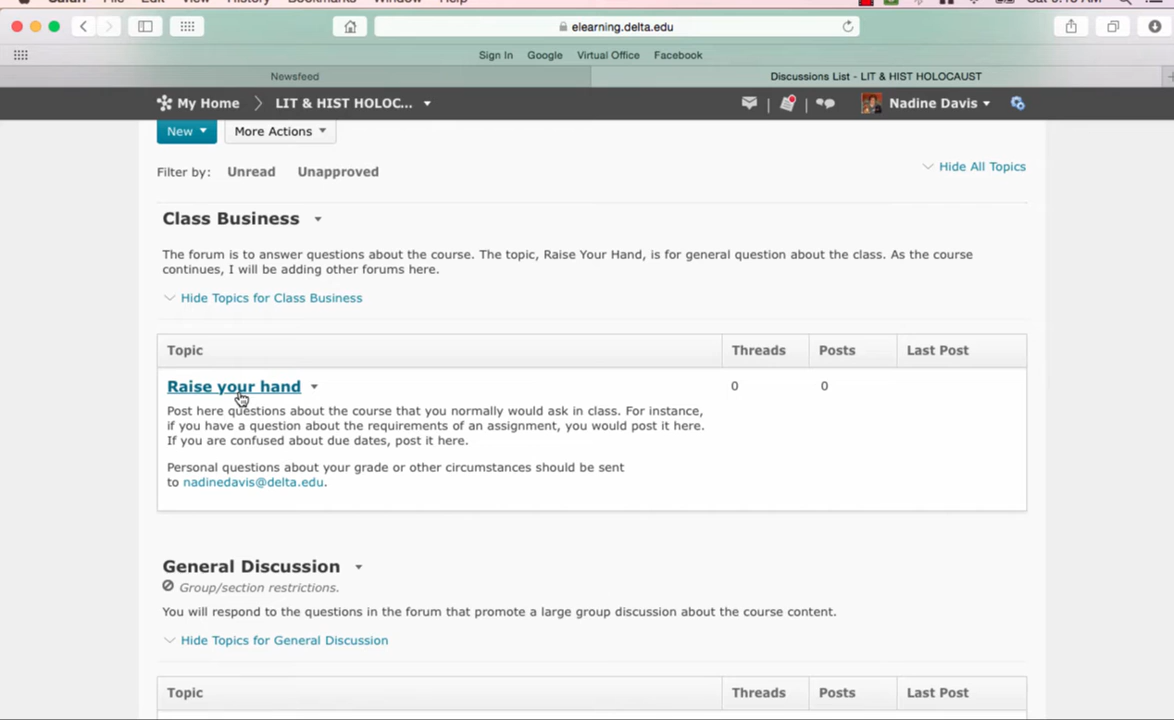 Safari File Edit View History Bookmarks Window Help
elearning.delta.edu
Sign In Google Virtual Office Facebook
Newsfeed Discussions List - LIT & HIST HOLOCAUST
My Home LIT & HIST HOLOC... Nadine Davis
New More Actions
Filter by: Unread Unapproved Hide All Topics
Class Business
The forum is to answer questions about the course. The topic, Raise Your Hand, is for general question about the class. As the course
continues, I will be adding other forums here.
Hide Topics for Class Business
Topic Threads Posts Last Post
Raise your hand 0 0
Post here questions about the course that you normally would ask in class. For instance,
if you have a question about the requirements of an assignment, you would post it here.
If you are confused about due dates, post it here.
Personal questions about your grade or other circumstances should be sent
to nadinedavis@delta.edu.
General Discussion
Group/section restrictions.
You will respond to the questions in the forum that promote a large group discussion about the course content.
Hide Topics for General Discussion
Topic Threads Posts Last Post